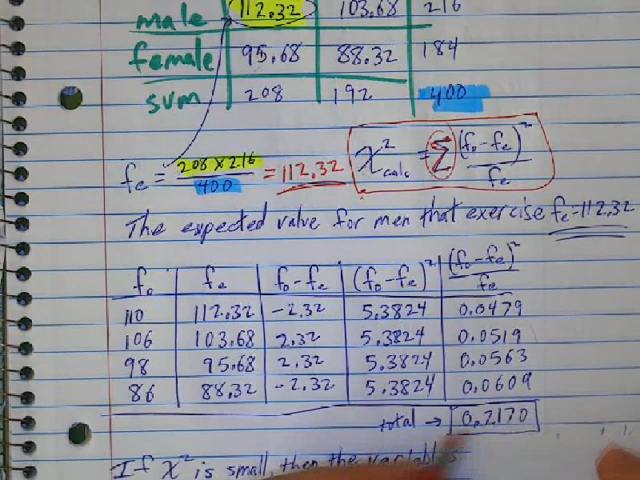 male 112.32 103.68 216
female 95.68 88.32 184
sum 208 192 400
fe = 208 x 216 / 400 = 112.32
χ²calc = Σ (fo - fe)² / fe
The expected value for men that exercise fe = 112.32
fo fe fo - fe (fo - fe)² (fo - fe)² / fe
110 112.32 -2.32 5.3824 0.0479
106 103.68 2.32 5.3824 0.0519
98 95.68 2.32 5.3824 0.0563
86 88.32 -2.32 5.3824 0.0609
total → 0.2170
If χ² is small, then the variables